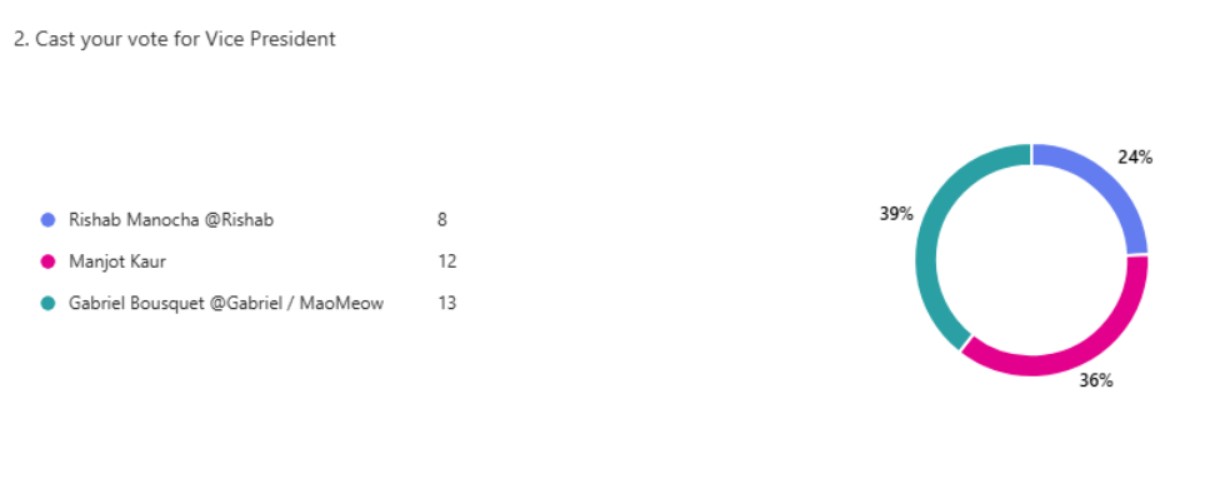 2. Cast your vote for Vice President
24%
39%
Rishab Manocha @Rishab 8
Manjot Kaur 12
Gabriel Bousquet @Gabriel / MaoMeow 13
36%